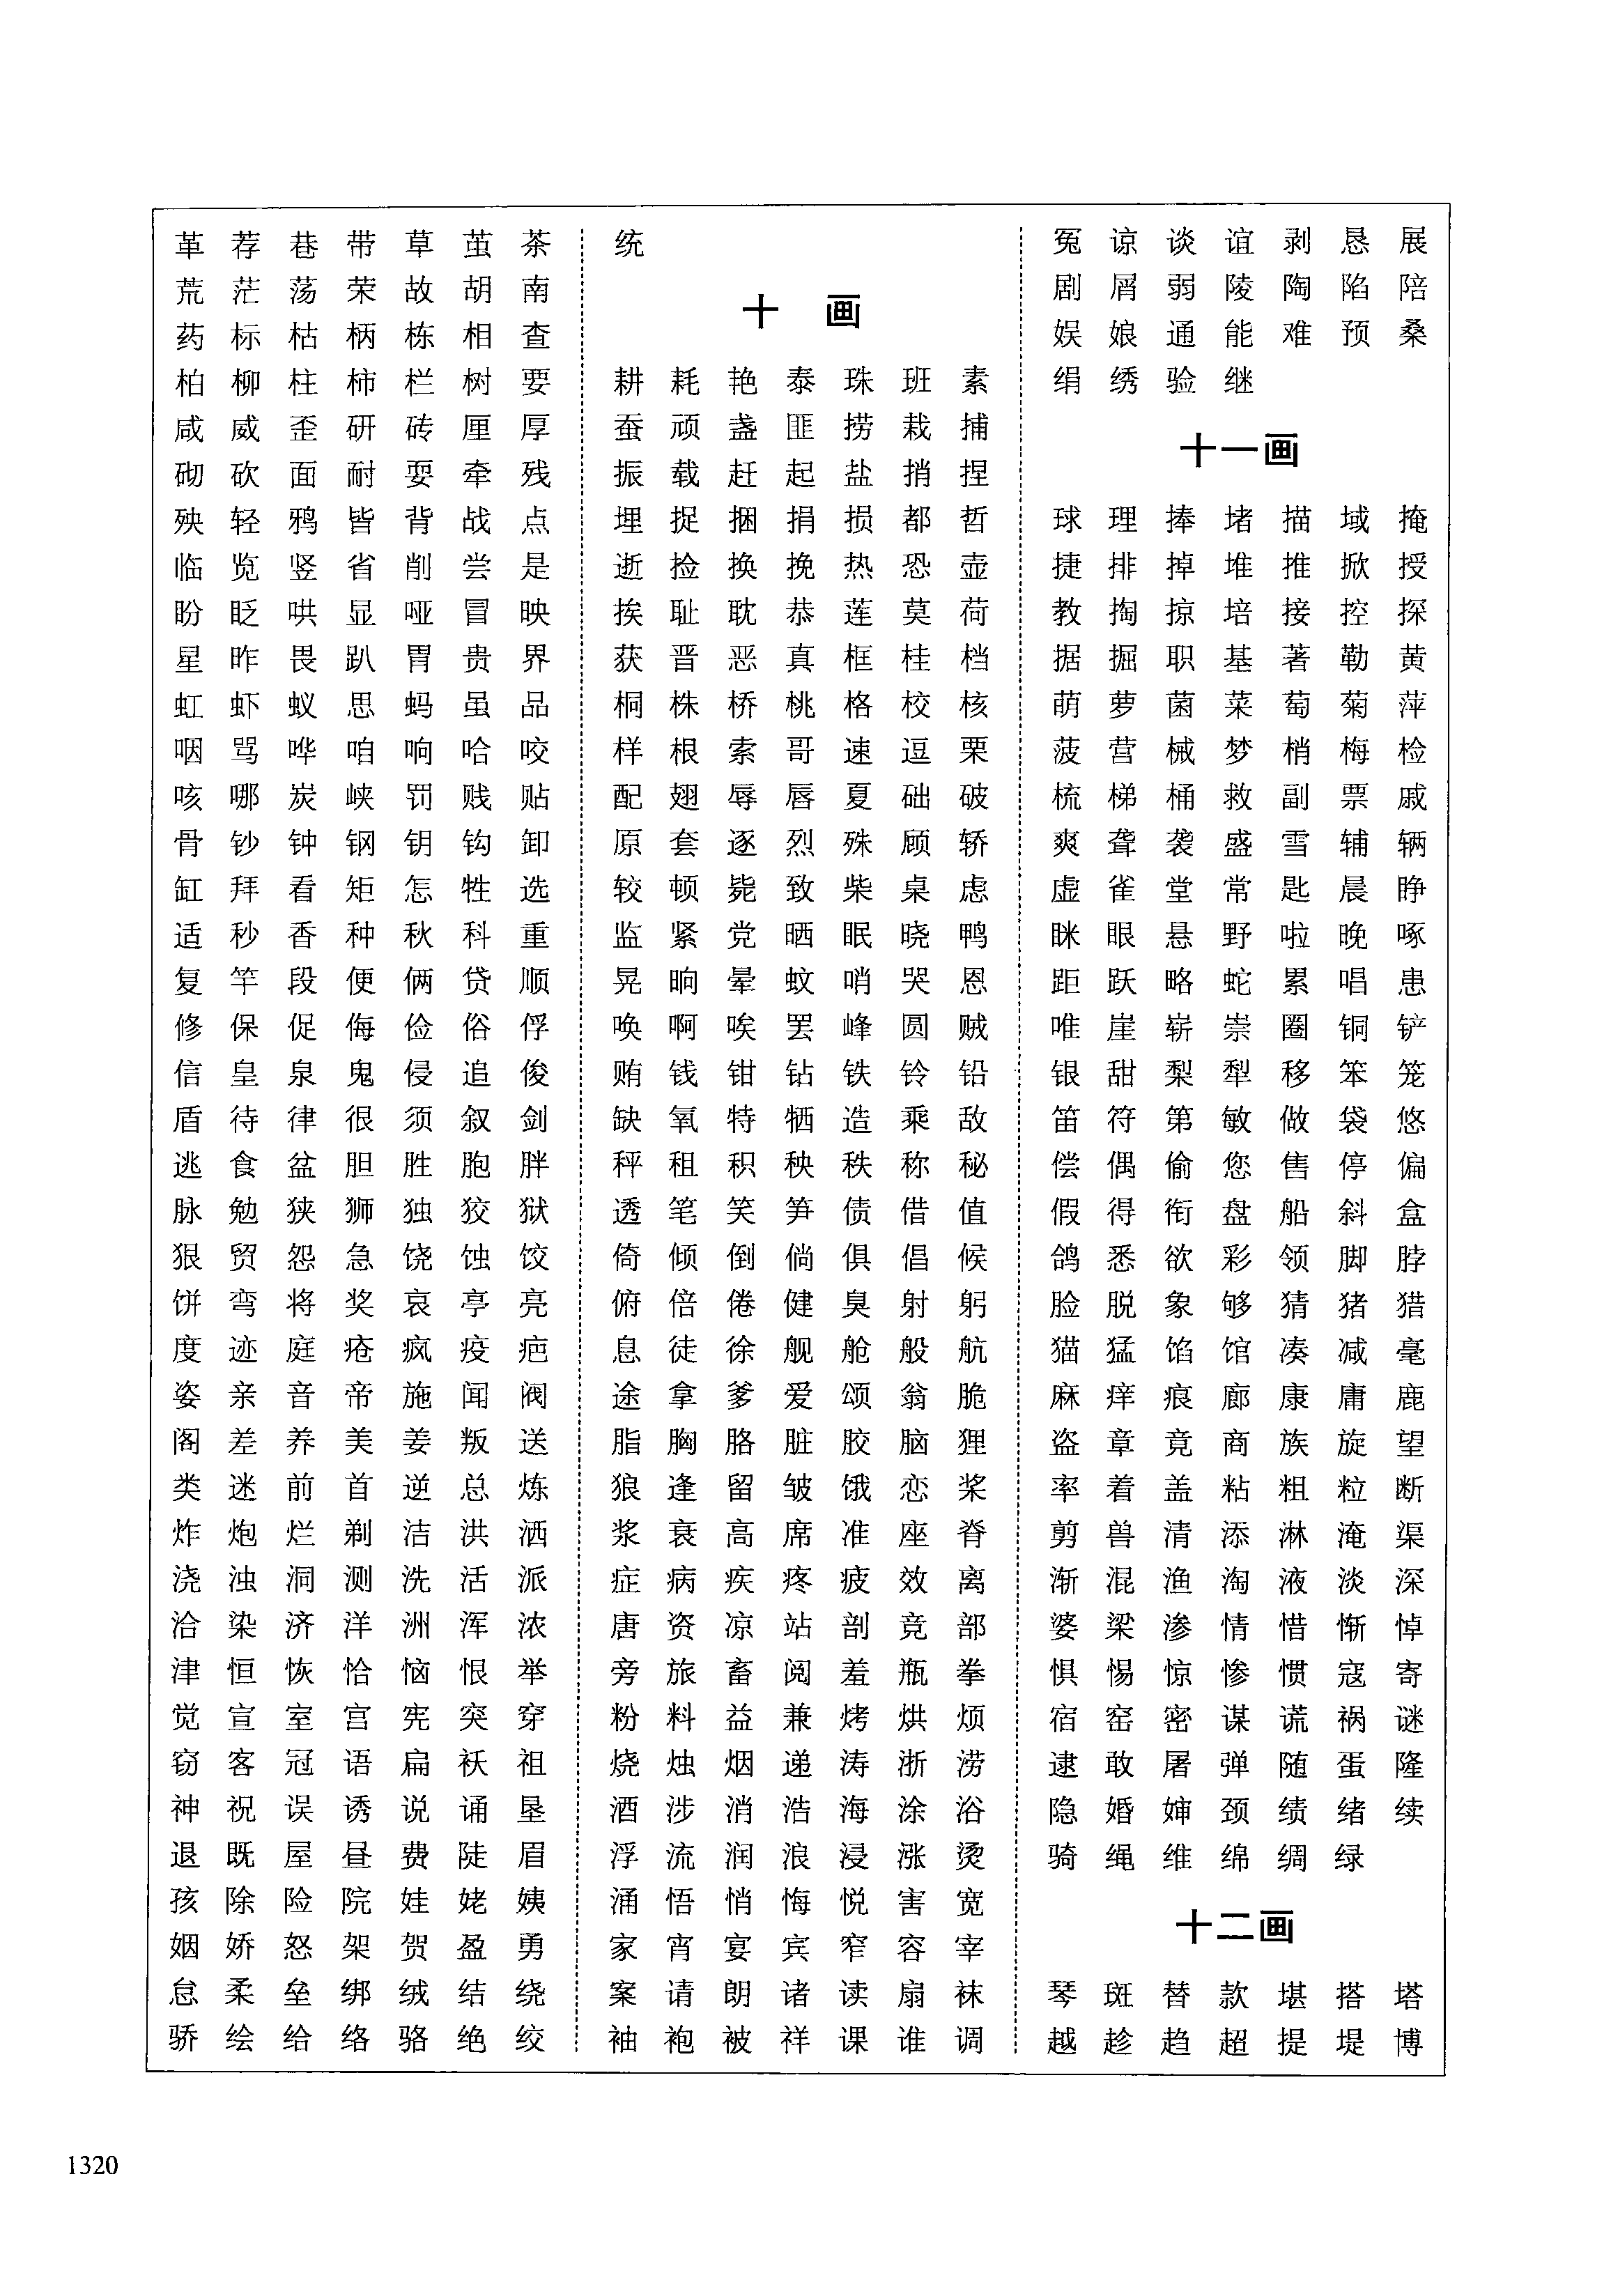 革 荐 巷 带 草 茧 茶
荒 茫 荡 荣 故 胡 南
药 标 枯 柄 栋 相 查
柏 柳 柱 柿 栏 树 要
咸 威 歪 研 砖 厘 厚
砌 砍 面 耐 耍 牵 残
殃 轻 鸦 皆 背 战 点
临 览 竖 省 削 尝 是
盼 眨 哄 显 哑 冒 映
星 昨 畏 趴 胃 贵 界
虹 虾 蚁 思 蚂 虽 品
咽 骂 哗 咱 响 哈 咬
咳 哪 炭 峡 罚 贱 贴
骨 钞 钟 钢 钥 钩 卸
缸 拜 看 矩 怎 牲 选
适 秒 香 种 秋 科 重
复 竿 段 便 俩 贷 顺
修 保 促 侮 俭 俗 俘
信 皇 泉 鬼 侵 追 俊
盾 待 律 很 须 叙 剑
逃 食 盆 胆 胜 胞 胖
脉 勉 狭 狮 独 狡 狱
狠 贸 怨 急 饶 蚀 饺
饼 弯 将 奖 哀 亭 亮
度 迹 庭 疮 疯 疫 疤
姿 亲 音 帝 施 闻 阀
阁 差 养 美 姜 叛 送
类 迷 前 首 逆 总 炼
炸 炮 烂 剃 洁 洪 洒
浇 浊 洞 测 洗 活 派
洽 染 济 洋 洲 浑 浓
津 恒 恢 恰 恼 恨 举
觉 宣 室 宫 宪 突 穿
窃 客 冠 语 扁 袄 祖
神 祝 误 诱 说 诵 垦
退 既 屋 昼 费 陡 眉
孩 除 险 院 娃 姥 姨
姻 娇 怒 架 贺 盈 勇
怠 柔 垒 绑 绒 结 绕
骄 绘 给 络 骆 绝 绞
统
十 画
耕 耗 艳 泰 珠 班 素
蚕 顽 盏 匪 捞 栽 捕
振 载 赶 起 盐 捎 捏
埋 捉 捆 捐 损 都 哲
逝 捡 换 挽 热 恐 壶
挨 耻 耽 恭 莲 莫 荷
获 晋 恶 真 框 桂 档
桐 株 桥 桃 格 校 核
样 根 索 哥 速 逗 栗
配 翅 辱 唇 夏 础 破
原 套 逐 烈 殊 顾 轿
较 顿 毙 致 柴 桌 虑
监 紧 党 晒 眠 晓 鸭
晃 晌 晕 蚊 哨 哭 恩
唤 啊 唉 罢 峰 圆 贼
贿 钱 钳 钻 铁 铃 铅
缺 氧 特 牺 造 乘 敌
秤 租 积 秧 秩 称 秘
透 笔 笑 笋 债 借 值
倚 倾 倒 倘 俱 倡 候
俯 倍 倦 健 臭 射 躬
息 徒 徐 舰 舱 般 航
途 拿 爹 爱 颂 翁 脆
脂 胸 胳 脏 胶 脑 狸
狼 逢 留 皱 饿 恋 桨
浆 衰 高 席 准 座 脊
症 病 疾 疼 疲 效 离
唐 资 凉 站 剖 竞 部
旁 旅 畜 阅 羞 瓶 拳
粉 料 益 兼 烤 烘 烦
烧 烛 烟 递 涛 浙 涝
酒 涉 消 浩 海 涂 浴
浮 流 润 浪 浸 涨 烫
涌 悟 悄 悔 悦 害 宽
家 宵 宴 宾 窄 容 宰
案 请 朗 诸 读 扇 袜
袖 袍 被 祥 课 谁 调
冤 谅 谈 谊 剥 恳 展
剧 屑 弱 陵 陶 陷 陪
娱 娘 通 能 难 预 桑
绢 绣 验 继
十一画
球 理 捧 堵 描 域 掩
捷 排 掉 堆 推 掀 授
教 掏 掠 培 接 控 探
据 掘 职 基 著 勒 黄
萌 萝 菌 菜 萄 菊 萍
菠 营 械 梦 梢 梅 检
梳 梯 桶 救 副 票 戚
爽 聋 袭 盛 雪 辅 辆
虚 雀 堂 常 匙 晨 睁
眯 眼 悬 野 啦 晚 啄
距 跃 略 蛇 累 唱 患
唯 崖 崭 崇 圈 铜 铲
银 甜 梨 犁 移 笨 笼
笛 符 第 敏 做 袋 悠
偿 偶 偷 您 售 停 偏
假 得 衔 盘 船 斜 盒
鸽 悉 欲 彩 领 脚 脖
脸 脱 象 够 猜 猪 猎
猫 猛 馅 馆 凑 减 毫
麻 痒 痕 廊 康 庸 鹿
盗 章 竟 商 族 旋 望
率 着 盖 粘 粗 粒 断
剪 兽 清 添 淋 淹 渠
渐 混 渔 淘 液 淡 深
婆 梁 渗 情 惜 惭 悼
惧 惕 惊 惨 惯 寇 寄
宿 窑 密 谋 谎 祸 谜
逮 敢 屠 弹 随 蛋 隆
隐 婚 婶 颈 绩 绪 续
骑 绳 维 绵 绸 绿
十二画
琴 斑 替 款 堪 搭 塔
越 趁 趋 超 提 堤 博
1320